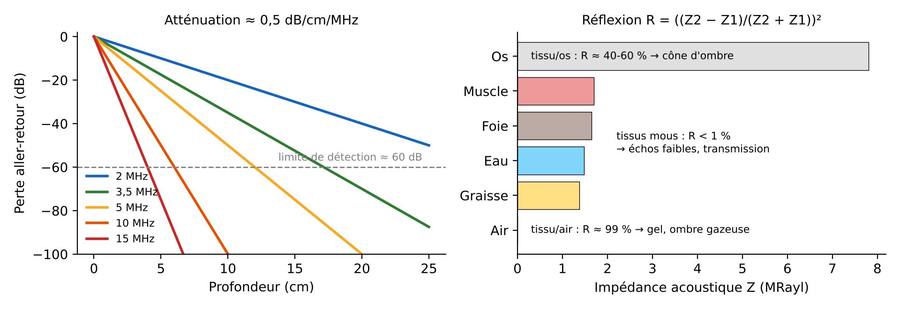 Atténuation ≈ 0,5 dB/cm/MHz
Perte aller-retour (dB)
0
−20
−40
−60
−80
−100
limite de détection ≈ 60 dB
2 MHz
3,5 MHz
5 MHz
10 MHz
15 MHz
0 5 10 15 20 25
Profondeur (cm)
Réflexion R = ((Z2 − Z1)/(Z2 + Z1))²
Os
tissu/os : R ≈ 40-60 % → cône d'ombre
Muscle
Foie
tissus mous : R < 1 %
→ échos faibles, transmission
Eau
Graisse
Air
tissu/air : R ≈ 99 % → gel, ombre gazeuse
0 1 2 3 4 5 6 7 8
Impédance acoustique Z (MRayl)